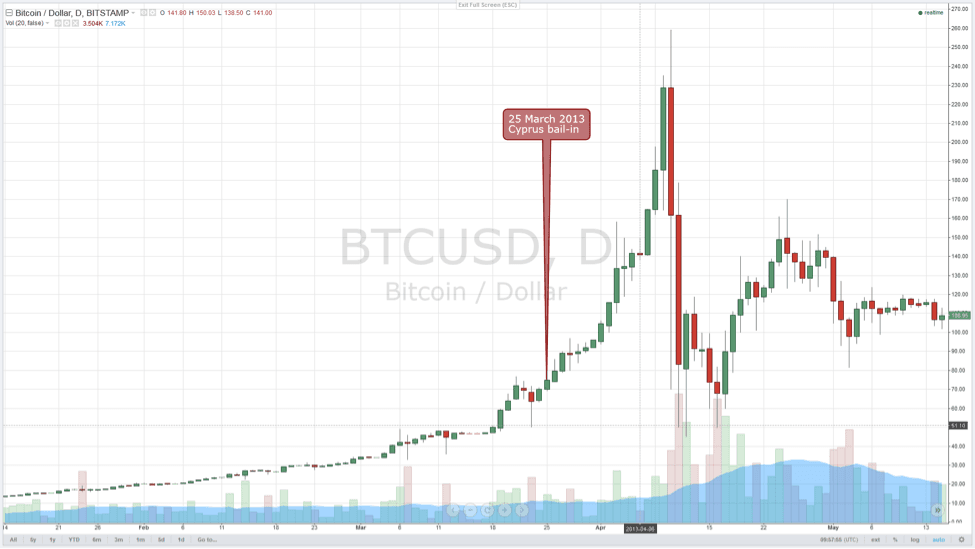 Exit Full Screen (ESC)
Bitcoin / Dollar, D, BITSTAMP O 141.80 H 150.03 L 138.50 C 141.00
Vol (20, false) 3.504K 7.172K
realtime
25 March 2013
Cyprus bail-in
BTCUSD, D
Bitcoin / Dollar
270.00
260.00
250.00
240.00
230.00
220.00
210.00
200.00
190.00
180.00
170.00
160.00
150.00
140.00
130.00
120.00
100.00
90.00
80.00
70.00
60.00
51.10
40.00
30.00
20.00
10.00
0.00
14 21 26 Feb 6 11 18 23 Mar 6 11 18 25 Apr 2013-04-06 15 22 May 6 13
All 5y 1y YTD 6m 3m 1m 5d 1d Go to... (UTC) ext % log auto